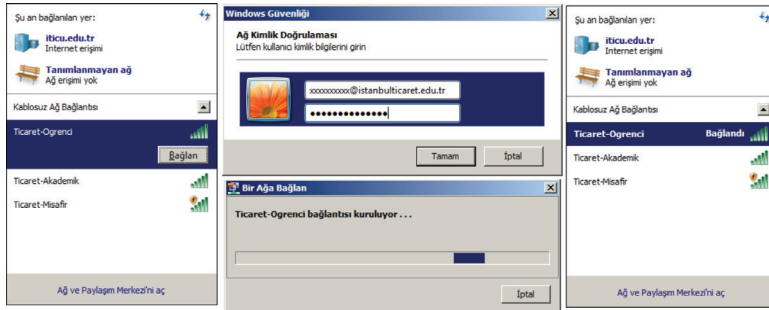 Şu an bağlanılan yer:
iticu.edu.tr
Internet erişimi
Tanımlanmayan ağ
Ağ erişimi yok
Kablosuz Ağ Bağlantısı
Ticaret-Ogrenci
Bağlan
Ticaret-Akademik
Ticaret-Misafir
Ağ ve Paylaşım Merkezi'ni aç
Windows Güvenliği
Ağ Kimlik Doğrulaması
Lütfen kullanıcı kimlik bilgilerini girin
xxxxxxxxxx@istanbulticaret.edu.tr
●●●●●●●●●●●●●●
Tamam
İptal
Bir Ağa Bağlan
Ticaret-Ogrenci bağlantısı kuruluyor . . .
İptal
Şu an bağlanılan yer:
iticu.edu.tr
Internet erişimi
Tanımlanmayan ağ
Ağ erişimi yok
Kablosuz Ağ Bağlantısı
Ticaret-Ogrenci Bağlandı
Ticaret-Akademik
Ticaret-Misafir
Ağ ve Paylaşım Merkezi'ni aç